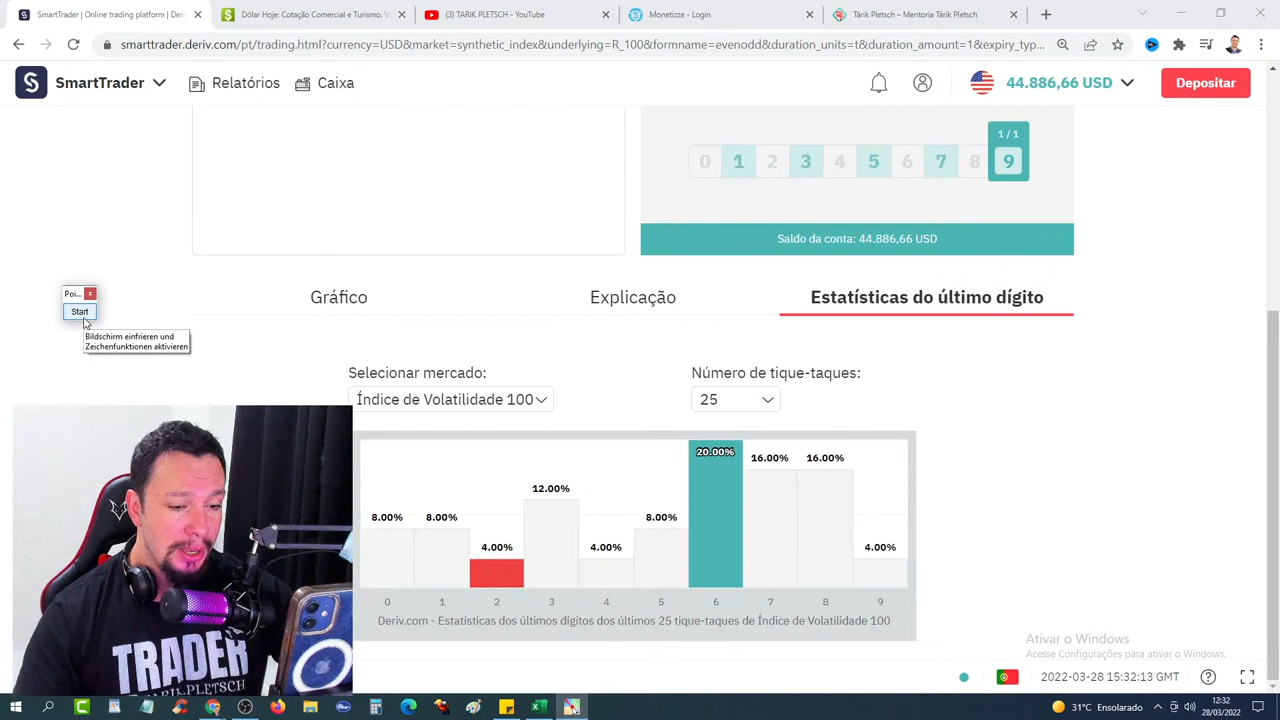 SmartTrader | Online trading platform | Deri
Dólar Hoje: Cotação Comercial e Turismo. V
(3) TARIK PLETSCH - YouTube
Monetizze - Login
Tárik Pletsch – Mentoria Tárik Pletsch
smarttrader.deriv.com/pt/trading.html?currency=USD&market=synthetic_index&underlying=R_100&formname=evenodd&duration_units=t&duration_amount=1&expiry_typ...
SmartTrader
Relatórios
Caixa
44.886,66 USD
Depositar
1 / 1
0 1 2 3 4 5 6 7 8 9
Saldo da conta: 44.886,66 USD
Poi...
Start
Bildschirm einfrieren und
Zeichenfunktionen aktivieren
Gráfico
Explicação
Estatísticas do último dígito
Selecionar mercado:
Número de tique-taques:
Índice de Volatilidade 100
25
8.00% 8.00% 4.00% 12.00% 4.00% 8.00% 20.00% 16.00% 16.00% 4.00%
0 1 2 3 4 5 6 7 8 9
Deriv.com - Estatísticas dos últimos dígitos dos últimos 25 tique-taques de Índice de Volatilidade 100
TRADER
Ativar o Windows
Acesse Configurações para ativar o Windows.
2022-03-28 15:32:13 GMT
31°C Ensolarado
12:32
28/03/2022